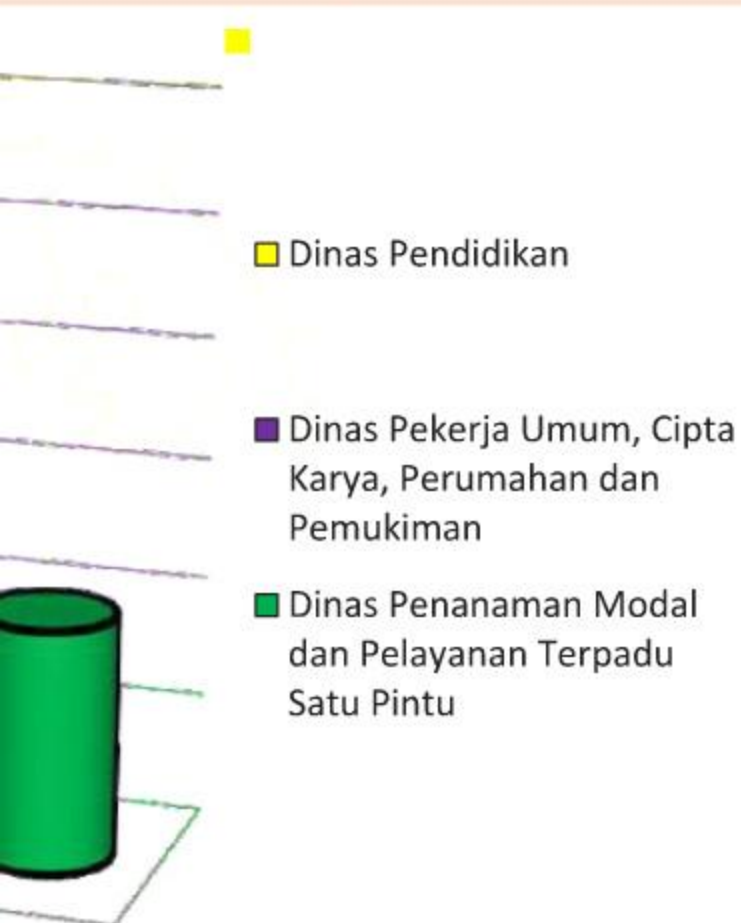 Dinas Pendidikan
Dinas Pekerja Umum, Cipta
Karya, Perumahan dan
Pemukiman
Dinas Penanaman Modal
dan Pelayanan Terpadu
Satu Pintu